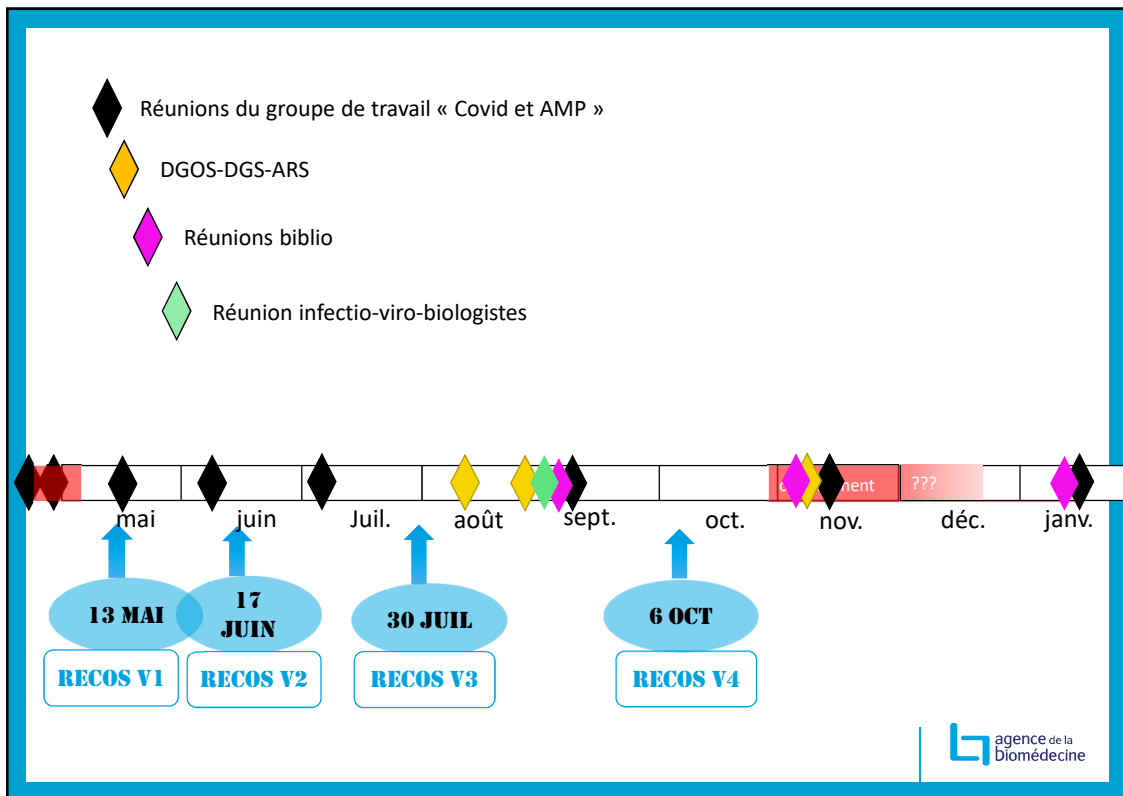 Réunions du groupe de travail « Covid et AMP »
DGOS-DGS-ARS
Réunions biblio
Réunion infectio-viro-biologistes
???
mai
juin
Juil.
août
sept.
oct.
nov.
déc.
janv.
13 MAI
17
JUIN
30 JUIL
6 OCT
RECOS V1
RECOS V2
RECOS V3
RECOS V4
agence de la
biomédecine